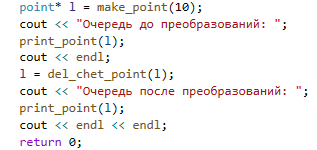 point* l = make_point(10);
cout << "Очередь до преобразований: ";
print_point(l);
cout << endl;
l = del_chet_point(l);
cout << "Очередь после преобразований: ";
print_point(l);
cout << endl << endl;
return 0;